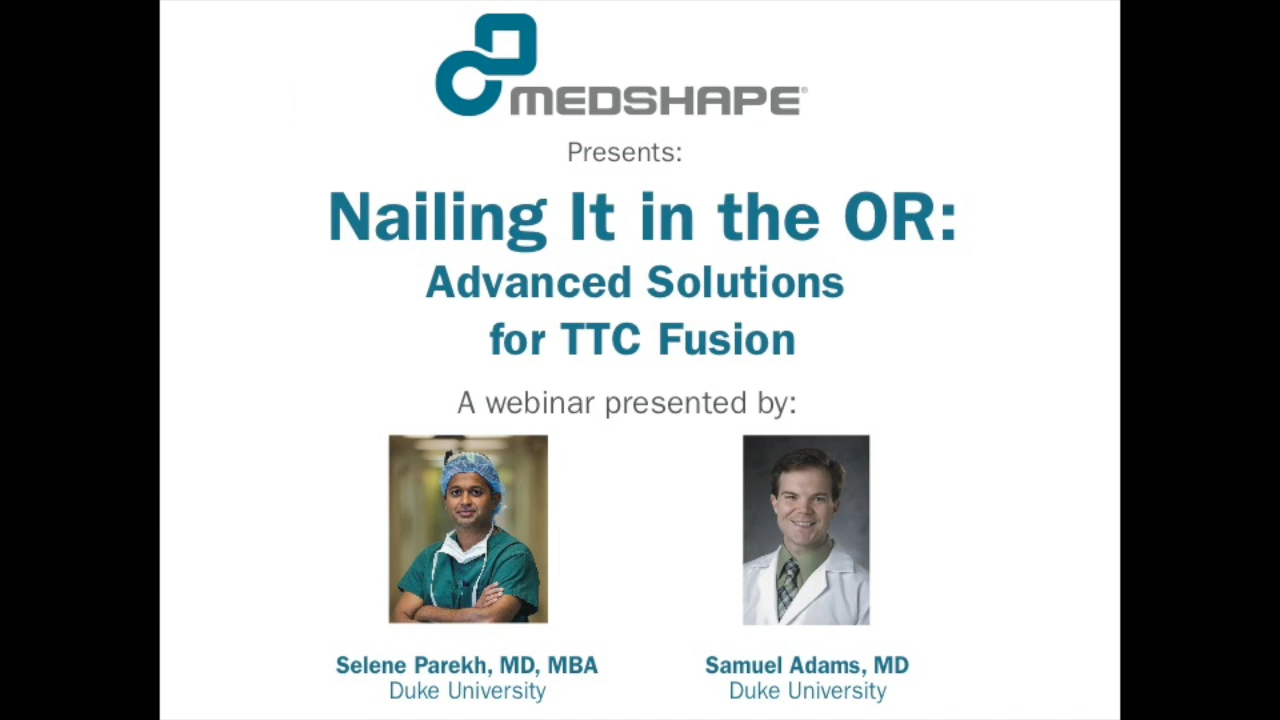 MEDSHAPE®
Presents:
Nailing It in the OR:
Advanced Solutions
for TTC Fusion
A webinar presented by:
Selene Parekh, MD, MBA
Duke University
Samuel Adams, MD
Duke University